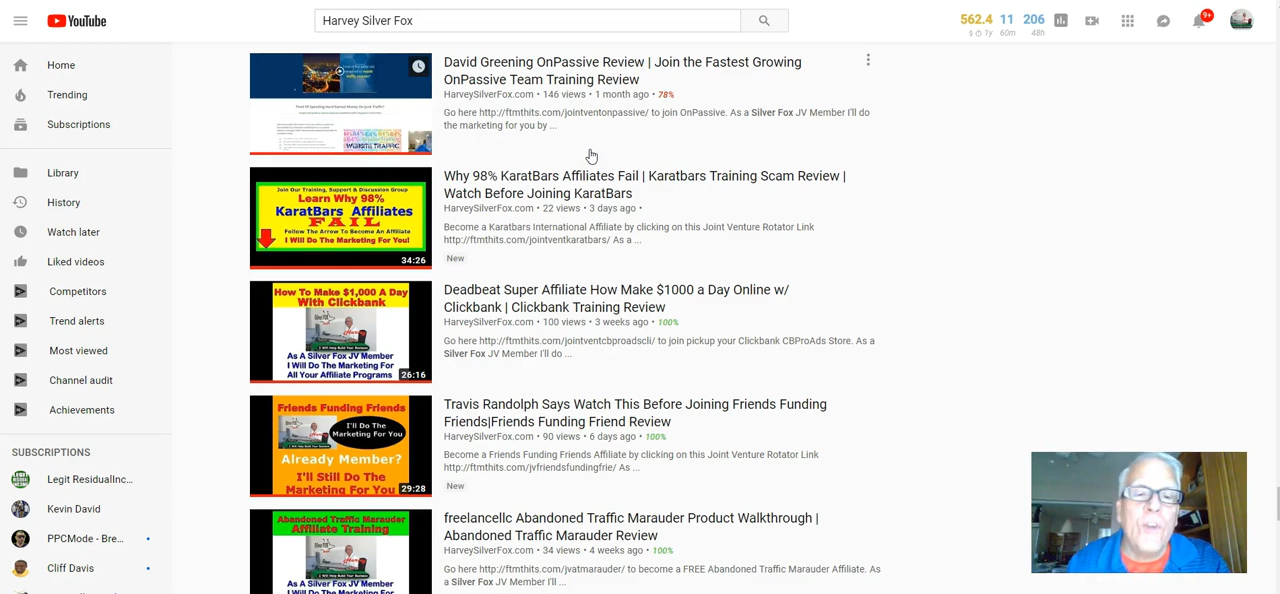 YouTube
Harvey Silver Fox
562.4 11 206
$ 1y 60m 48h
9+
Home
Trending
Subscriptions
Library
History
Watch later
Liked videos
Competitors
Trend alerts
Most viewed
Channel audit
Achievements
SUBSCRIPTIONS
Legit ResidualInc...
Kevin David
PPCMode - Bre...
Cliff Davis
WEBSITE TRAFFIC
David Greening OnPassive Review | Join the Fastest Growing
OnPassive Team Training Review
HarveySilverFox.com • 146 views • 1 month ago • 78%
Go here http://ftmthits.com/jointventonpassive/ to join OnPassive. As a Silver Fox JV Member I'll do
the marketing for you by ...
Join Our Training, Support & Discussion Group
Learn Why 98%
KaratBars Affiliates
FAIL
Follow The Arrow To Become An Affiliate
I Will Do The Marketing For You!
34:26
Why 98% KaratBars Affiliates Fail | Karatbars Training Scam Review |
Watch Before Joining KaratBars
HarveySilverFox.com • 22 views • 3 days ago •
Become a Karatbars International Affiliate by clicking on this Joint Venture Rotator Link
http://ftmthits.com/jointventkaratbars/ As a ...
New
How To Make $1,000 A Day
With Clickbank
As A Silver Fox JV Member
I Will Do The Marketing For
All Your Affiliate Programs
26:16
Deadbeat Super Affiliate How Make $1000 a Day Online w/
Clickbank | Clickbank Training Review
HarveySilverFox.com • 100 views • 3 weeks ago • 100%
Go here http://ftmthits.com/jointventcbproadscli/ to join pickup your Clickbank CBProAds Store. As a
Silver Fox JV Member I'll do ...
Friends Funding Friends
I'll Do The
Marketing For You
Already Member?
I'll Still Do The
Marketing For You
29:28
Travis Randolph Says Watch This Before Joining Friends Funding
Friends|Friends Funding Friend Review
HarveySilverFox.com • 90 views • 6 days ago • 100%
Become a Friends Funding Friends Affiliate by clicking on this Joint Venture Rotator Link
http://ftmthits.com/jvfriendsfundingfrie/ As ...
New
Abandoned Traffic Marauder
Affiliate Training
As A Silver Fox JV Member
freelancellc Abandoned Traffic Marauder Product Walkthrough |
Abandoned Traffic Marauder Review
HarveySilverFox.com • 34 views • 4 weeks ago • 100%
Go here http://ftmthits.com/jvatmarauder/ to become a FREE Abandoned Traffic Marauder Affiliate. As
a Silver Fox JV Member I'll ...